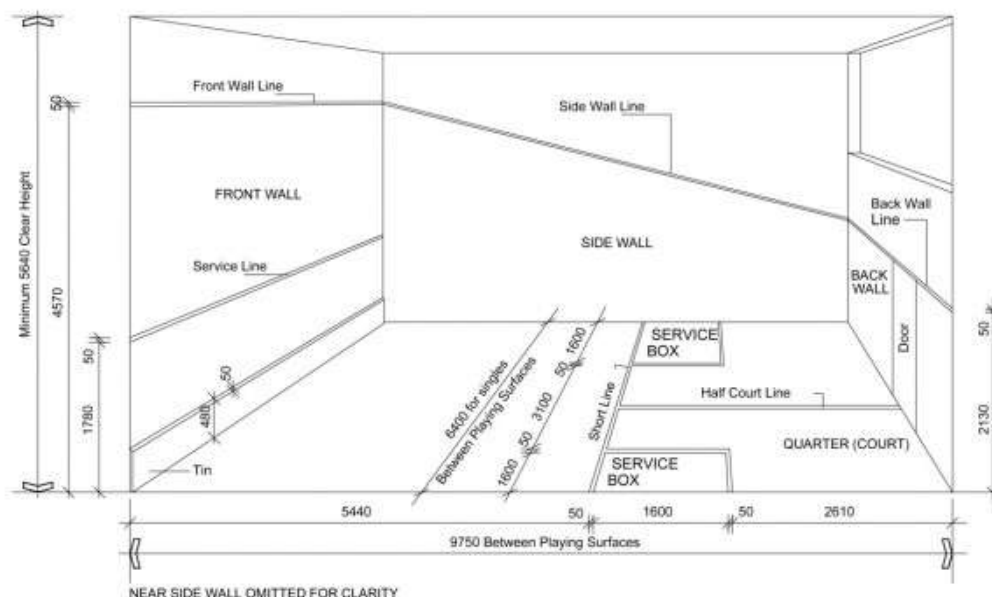 Front Wall Line
Side Wall Line
50
Minimum 5640 Clear Height
FRONT WALL
Back Wall
Line
SIDE WALL
Service Line
BACK
WALL
4570
Door
50
50
50
1780
480
6400 for singles
Between Playing Surfaces
1600
50
3100
50
1600
Short Line
SERVICE
BOX
Half Court Line
2130
QUARTER (COURT)
Tin
SERVICE
BOX
5440
50
1600
50
2610
9750 Between Playing Surfaces
NEAR SIDE WALL OMITTED FOR CLARITY